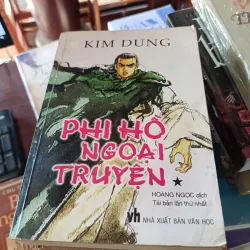 KIM DUNG
PHI HỒ
NGOẠI
TRUYỆN
HOÀNG NGỌC dịch
Tái bản lần thứ nhất
vh NHÀ XUẤT BẢN VĂN HỌC